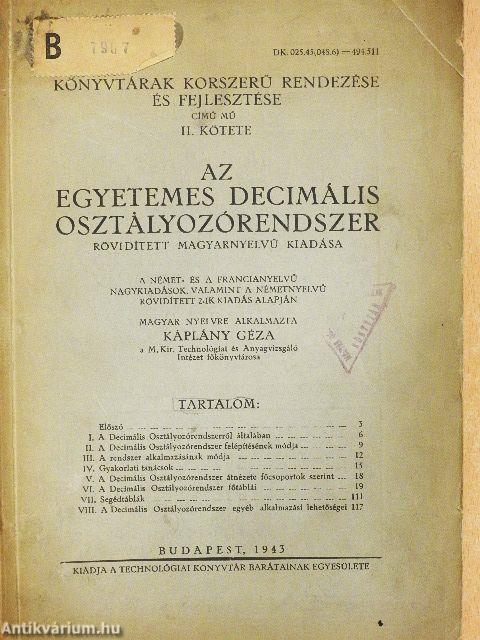 B 7967
DK. 025.45(048.6) — 494.511
KÖNYVTÁRAK KORSZERŰ RENDEZÉSE
ÉS FEJLESZTÉSE
CÍMŰ MŰ
II. KÖTETE
AZ
EGYETEMES DECIMÁLIS
OSZTÁLYOZÓRENDSZER
RÖVIDÍTETT MAGYARNYELVŰ KIADÁSA
A NÉMET- ÉS A FRANCIANYELVŰ
NAGYKIADÁSOK, VALAMINT A NÉMETNYELVŰ
RÖVIDÍTETT 2-IK KIADÁS ALAPJÁN
MAGYAR NYELVRE ALKALMAZTA
KÁPLÁNY GÉZA
a M. Kir. Technológiai és Anyagvizsgáló
Intézet főkönyvtárosa
TARTALOM:
Előszó 3
I. A Decimális Osztályozórendszerről általában 6
II. A Decimális Osztályozórendszer felépítésének módja 9
III. A rendszer alkalmazásának módja 12
IV. Gyakorlati tanácsok 15
V. A Decimális Osztályozórendszer átnézete főcsoportok szerint 18
VI. A Decimális Osztályozórendszer főtáblái 19
VII. Segédtáblák 111
VIII. A Decimális Osztályozórendszer egyéb alkalmazási lehetőségei 117
BUDAPEST, 1943
KIADJA A TECHNOLÓGIAI KÖNYVTÁR BARÁTAINAK EGYESÜLETE
Antikvárium.hu